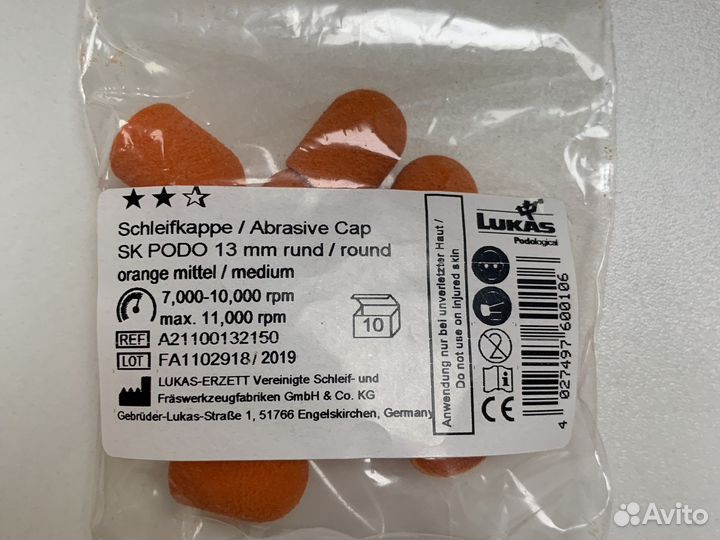 Schleifkappe / Abrasive Cap
SK PODO 13 mm rund / round
orange mittel / medium
7,000-10,000 rpm
max. 11,000 rpm
10
REF A21100132150
LOT FA1102918 / 2019
LUKAS-ERZETT Vereinigte Schleif- und
Fräswerkzeugfabriken GmbH & Co. KG
Gebrüder-Lukas-Straße 1, 51766 Engelskirchen, Germany
Anwendung nur bei unverletzter Haut /
Do not use on injured skin
LUKAS
Podological
CE
4 027497 600106
Avito